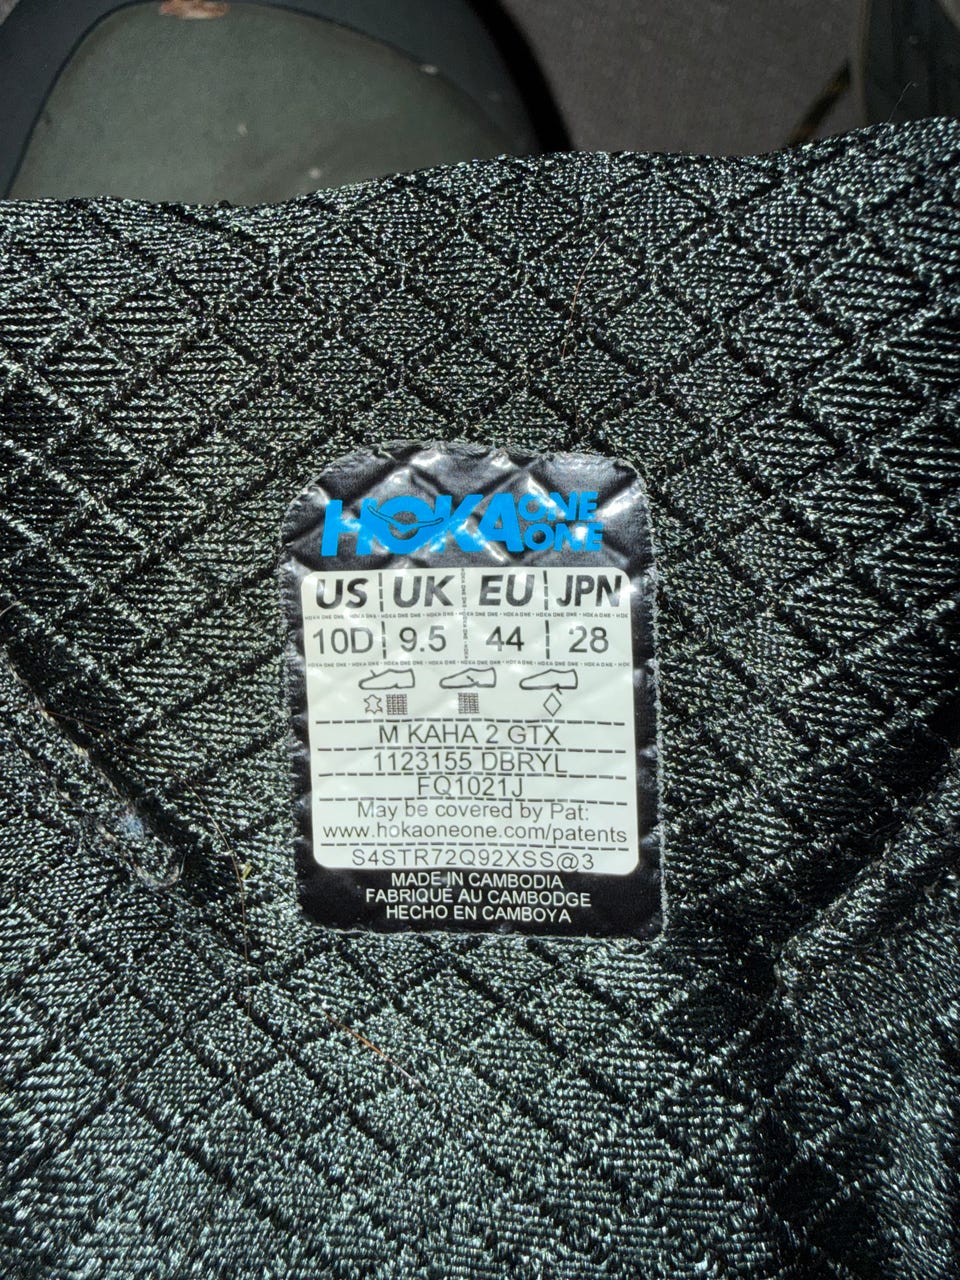 HOKA ONE ONE
US UK EU JPN
10D 9.5 44 28
M KAHA 2 GTX
1123155 DBRYL
FQ1021J
May be covered by Pat:
www.hokaoneone.com/patents
S4STR72Q92XSS@3
MADE IN CAMBODIA
FABRIQUE AU CAMBODGE
HECHO EN CAMBOYA